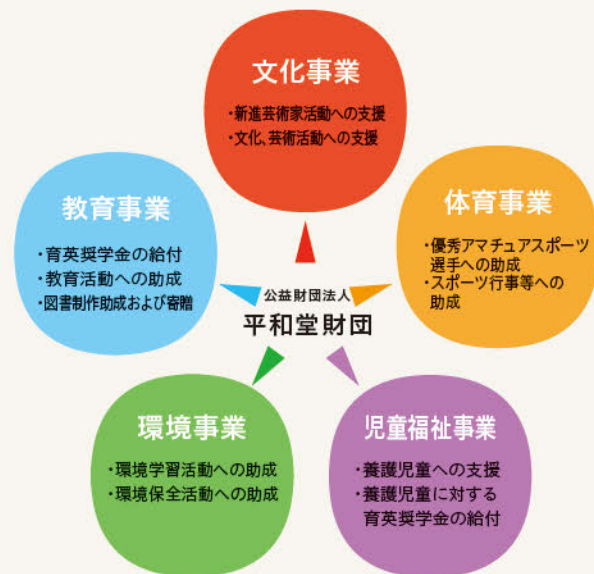 文化事業
・新進芸術家活動への支援
・文化、芸術活動への支援
教育事業
・育英奨学金の給付
・教育活動への助成
・図書制作助成および寄贈
体育事業
・優秀アマチュアスポーツ
選手への助成
・スポーツ行事等への
助成
公益財団法人
平和堂財団
環境事業
・環境学習活動への助成
・環境保全活動への助成
児童福祉事業
・養護児童への支援
・養護児童に対する
育英奨学金の給付